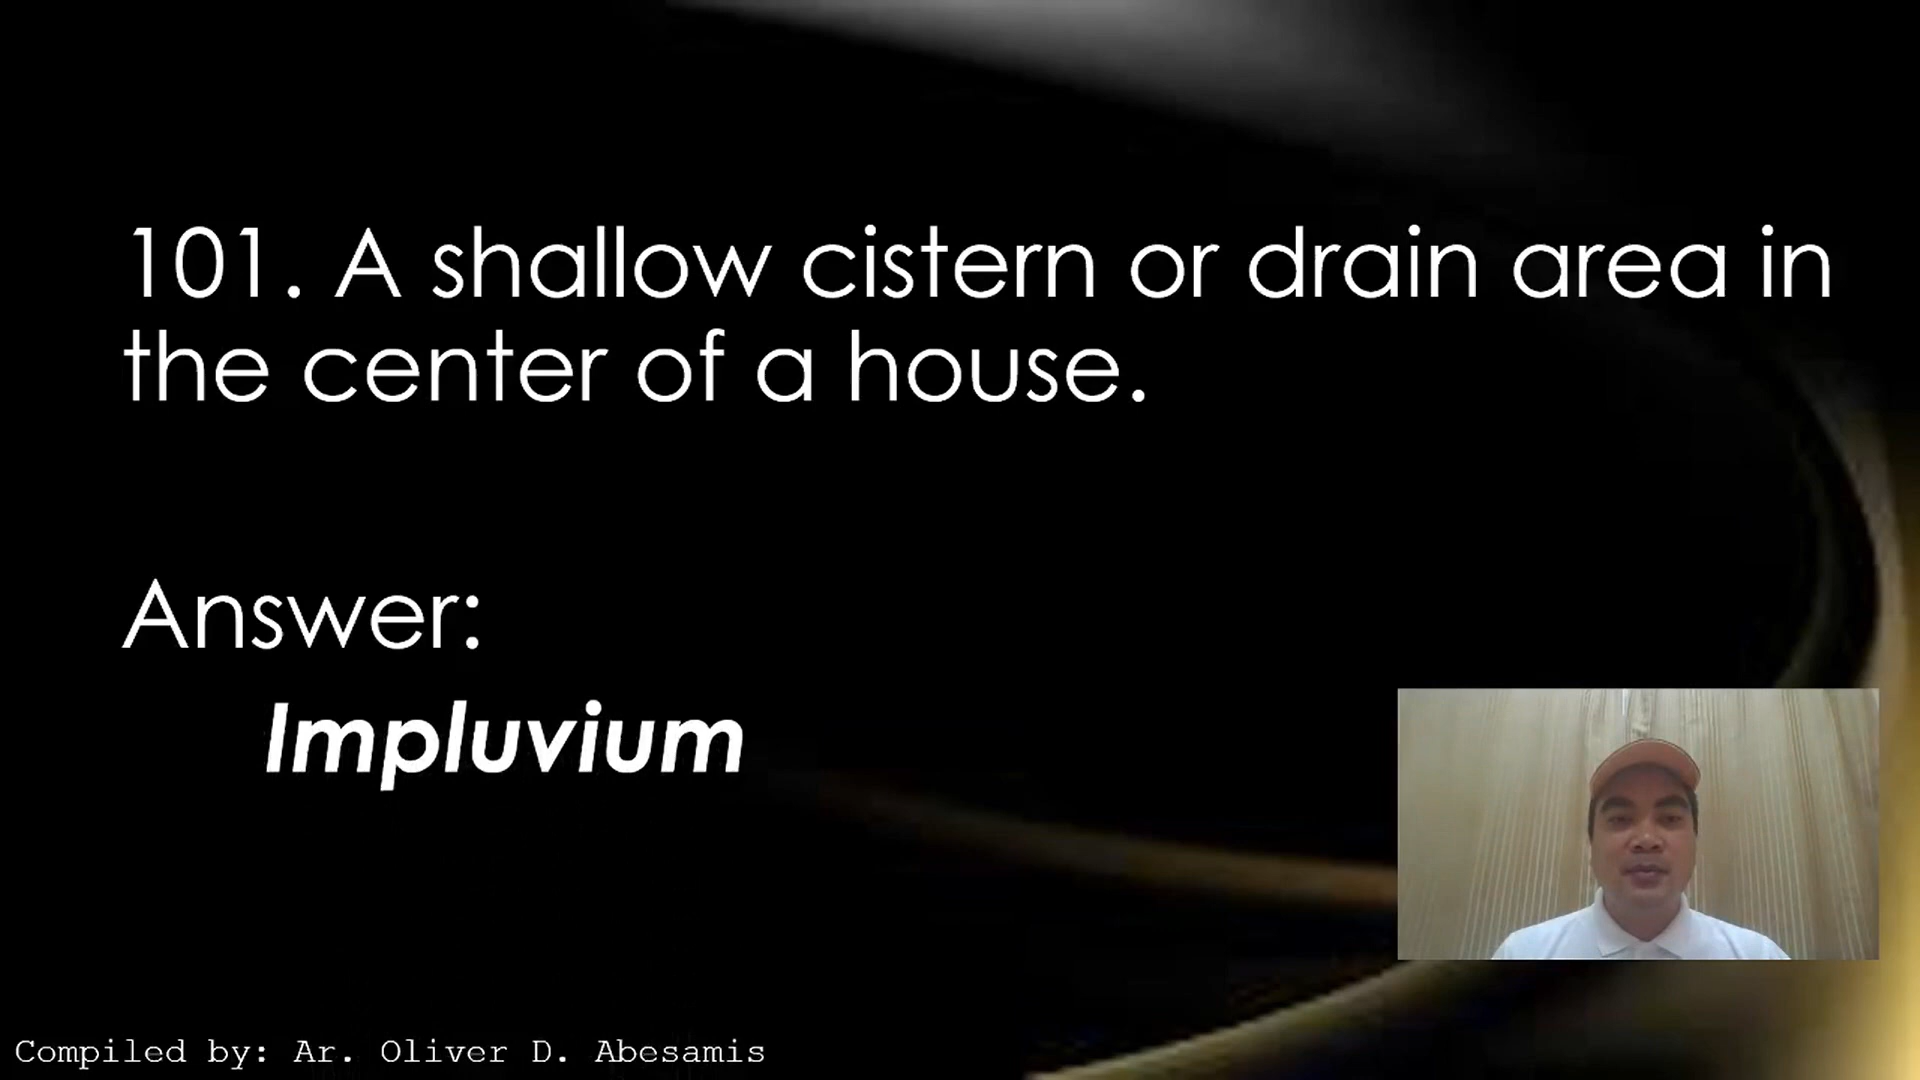 101. A shallow cistern or drain area in
the center of a house.
Answer:
Impluvium
Compiled by: Ar. Oliver D. Abesamis